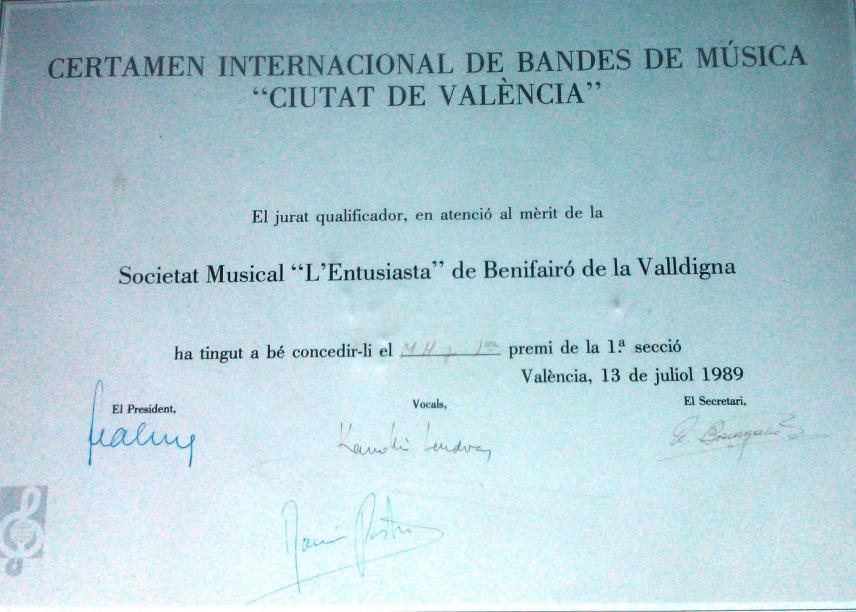 CERTAMEN INTERNACIONAL DE BANDES DE MÚSICA
“CIUTAT DE VALÈNCIA”
El jurat qualificador, en atenció al mèrit de la
Societat Musical “L’Entusiasta” de Benifairó de la Valldigna
ha tingut a bé concedir-li el M H y 1er premi de la 1.ª secció
València, 13 de juliol 1989
El President,
Vocals,
El Secretari,